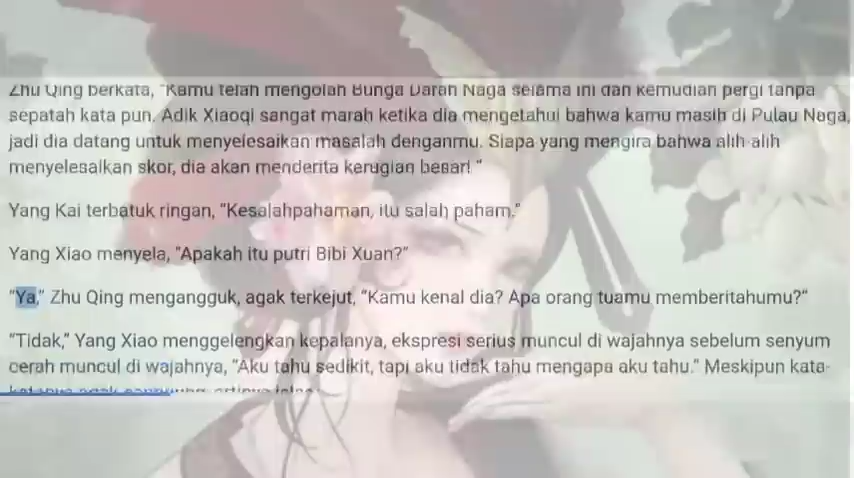 Zhu Qing berkata, "Kamu telah mengolah Bunga Darah Naga selama ini dan kemudian pergi tanpa
sepatah kata pun. Adik Xiaoqi sangat marah ketika dia mengetahui bahwa kamu masih di Pulau Naga,
jadi dia datang untuk menyelesaikan masalah denganmu. Siapa yang mengira bahwa alih-alih
menyelesaikan skor, dia akan menderita kerugian besar! "
Yang Kai terbatuk ringan, "Kesalahpahaman, itu salah paham."
Yang Xiao menyela, "Apakah itu putri Bibi Xuan?"
"Ya," Zhu Qing mengangguk, agak terkejut, "Kamu kenal dia? Apa orang tuamu memberitahumu?"
"Tidak," Yang Xiao menggelengkan kepalanya, ekspresi serius muncul di wajahnya sebelum senyum
cerah muncul di wajahnya, "Aku tahu sedikit, tapi aku tidak tahu mengapa aku tahu." Meskipun kata-